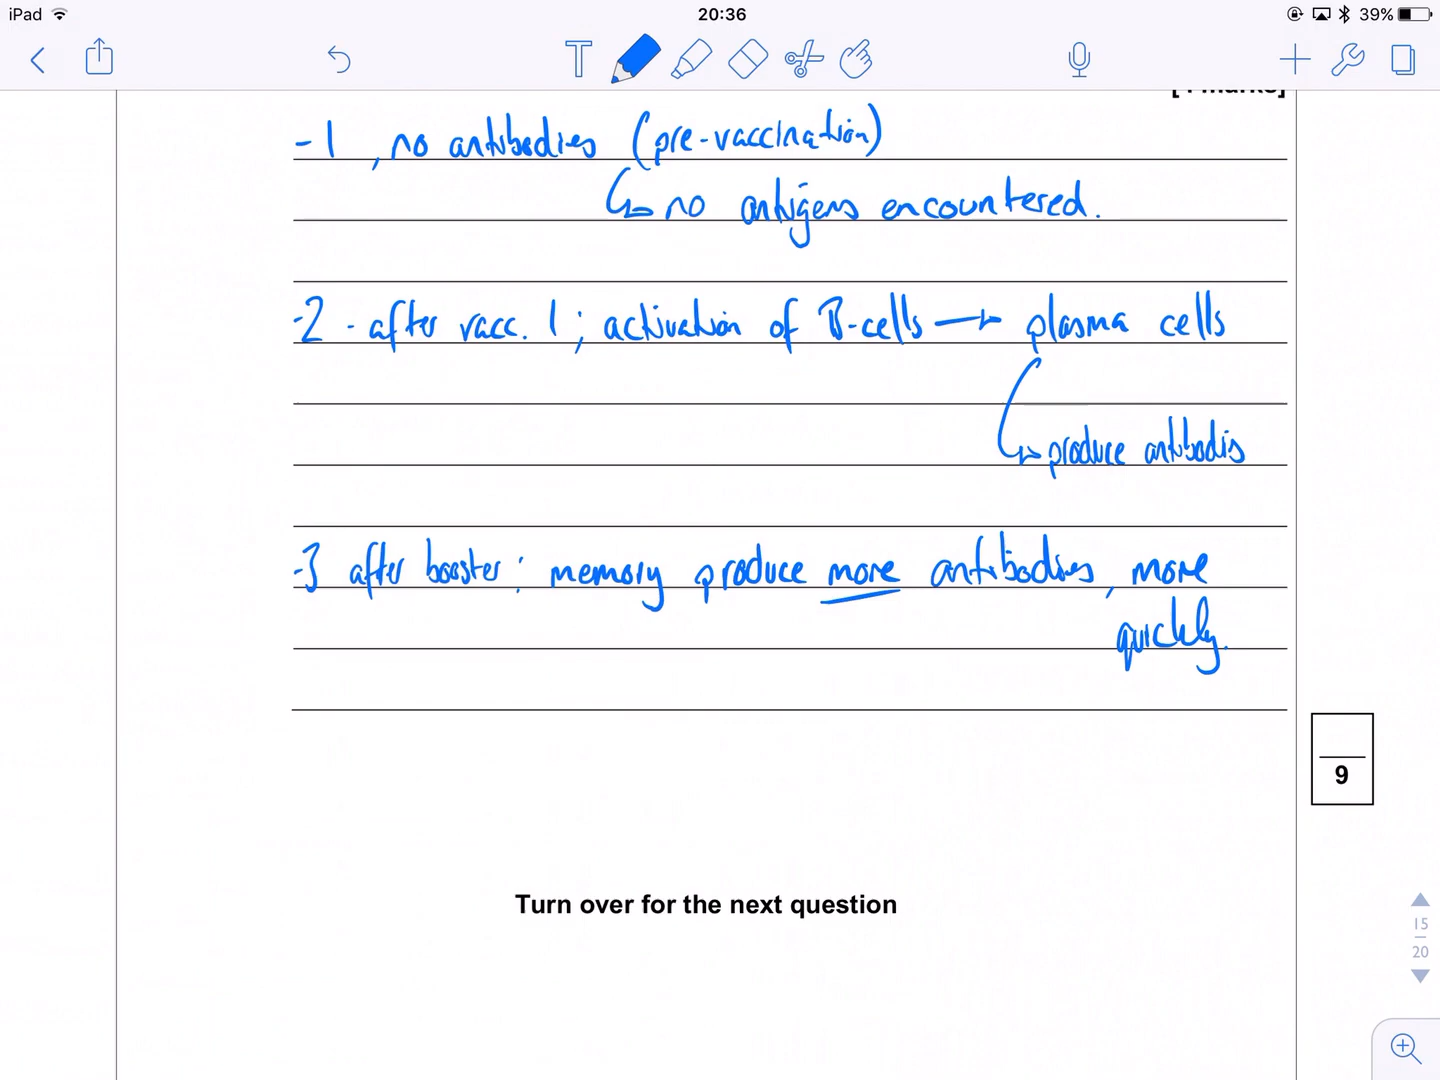 iPad
20:36
39%
-1, no antibodies (pre-vaccination)
↳ no antigens encountered.
-2 - after vacc. 1; activation of B-cells → plasma cells
↳ produce antibodis
-3 after booster: memory produce more antibodies, more
quickly.
9
Turn over for the next question
15
20